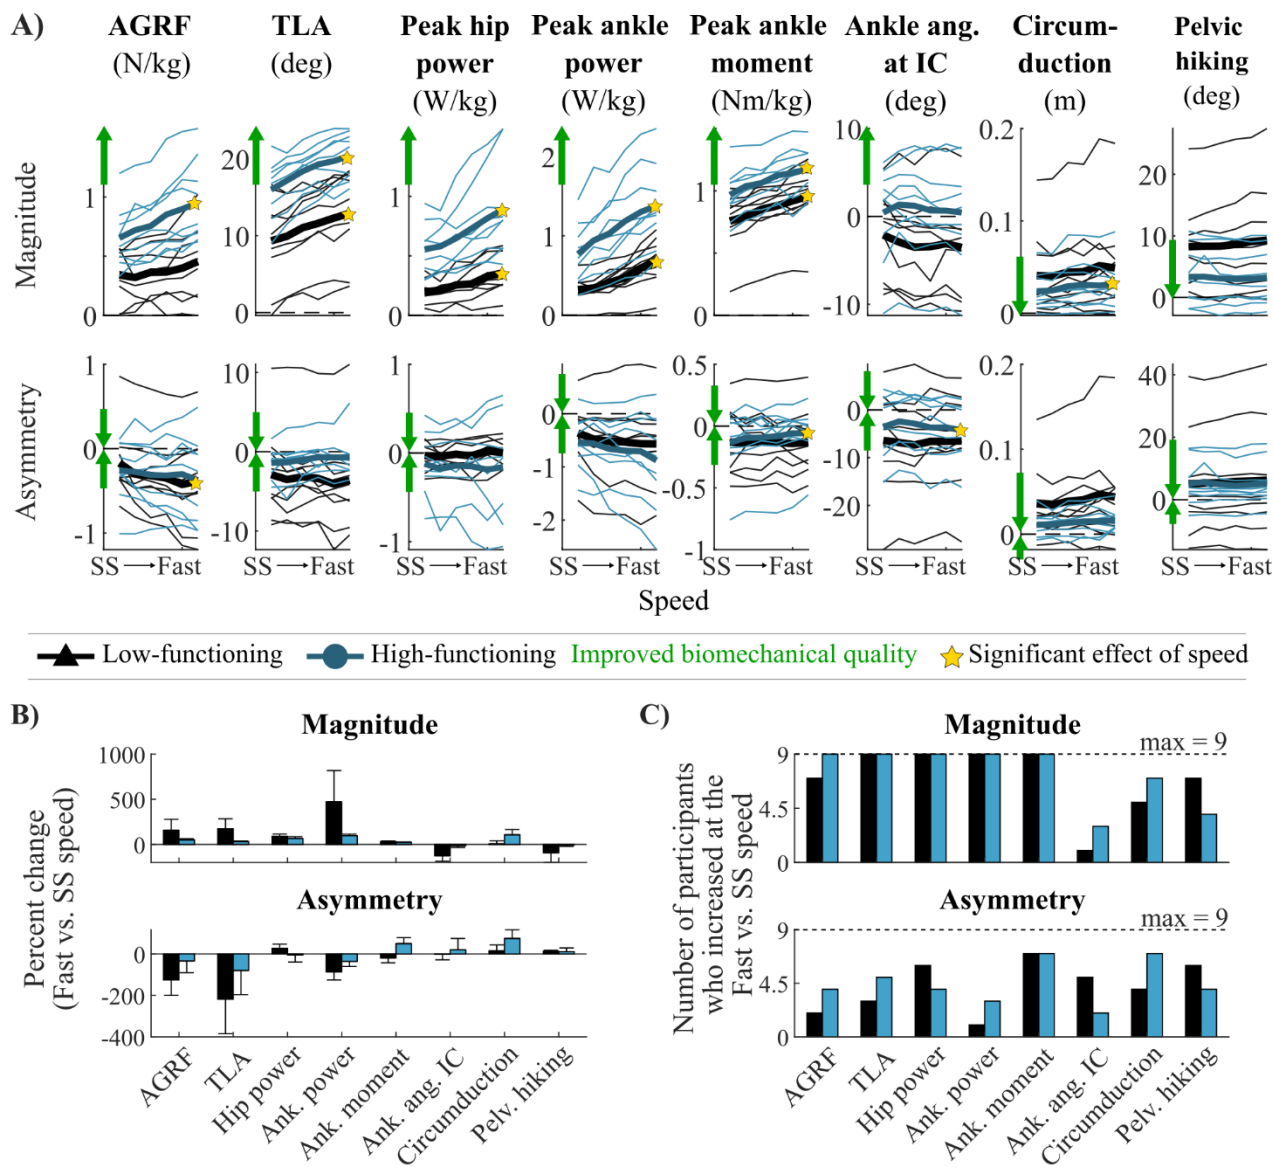 A)
AGRF
(N/kg)
TLA
(deg)
Peak hip
power
(W/kg)
Peak ankle
power
(W/kg)
Peak ankle
moment
(Nm/kg)
Ankle ang.
at IC
(deg)
Circum-
duction
(m)
Pelvic
hiking
(deg)
Magnitude
1
0
20
10
0
1
0
2
1
0
1
0
10
0
-10
0.2
0.1
0
20
10
0
Asymmetry
1
0
-1
10
0
-10
1
0
-1
0
-1
-2
0.5
0
-0.5
-1
0
-10
-20
0.2
0.1
0
40
20
0
SS → Fast
SS → Fast
SS → Fast
SS → Fast
SS → Fast
SS → Fast
SS → Fast
SS → Fast
Speed
Low-functioning High-functioning Improved biomechanical quality Significant effect of speed
B)
Magnitude
Percent change
(Fast vs. SS speed)
1000
500
0
Asymmetry
0
-200
-400
AGRF
TLA
Hip power
Ank. power
Ank. moment
Ank. ang. IC
Circumduction
Pelv. hiking
C)
Magnitude
max = 9
Number of participants
who increased at the
Fast vs. SS speed
9
4.5
0
Asymmetry
max = 9
9
4.5
0
AGRF
TLA
Hip power
Ank. power
Ank. moment
Ank. ang. IC
Circumduction
Pelv. hiking